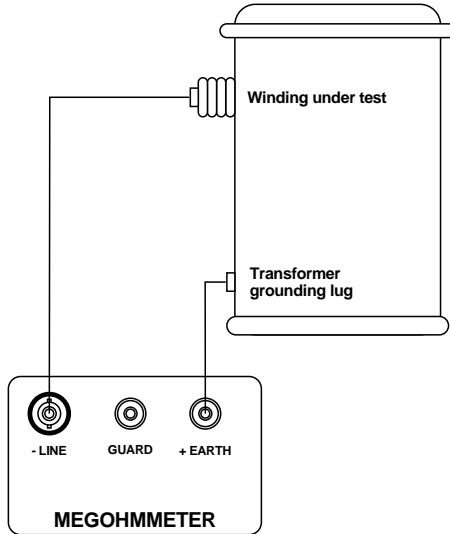 Winding under test
Transformer
grounding lug
- LINE
GUARD
+ EARTH
MEGOHMMETER